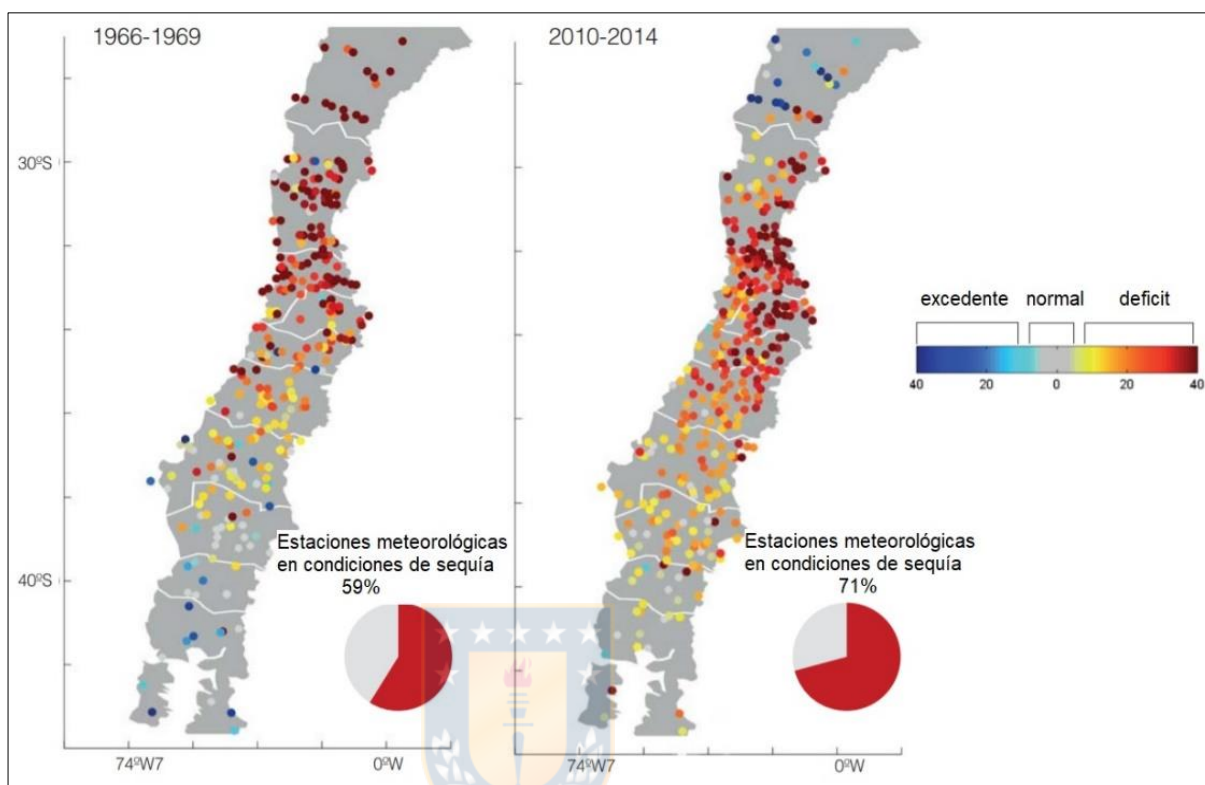 1966-1969
2010-2014
30ºS
40ºS
excedente
normal
deficit
40
20
0
20
40
Estaciones meteorológicas
en condiciones de sequía
59%
Estaciones meteorológicas
en condiciones de sequía
71%
74ºW7
0ºW
74ºW7
0ºW